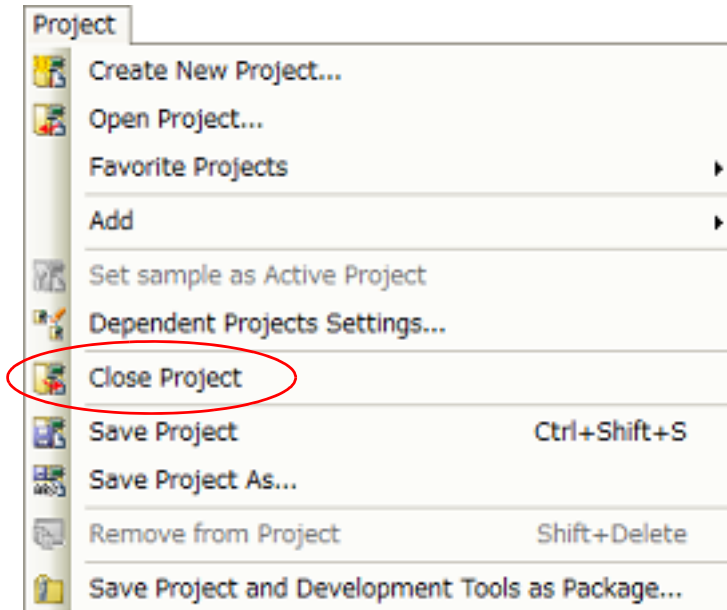 Project
Create New Project...
Open Project...
Favorite Projects
Add
Set sample as Active Project
Dependent Projects Settings...
Close Project
Save Project Ctrl+Shift+S
Save Project As...
Remove from Project Shift+Delete
Save Project and Development Tools as Package...